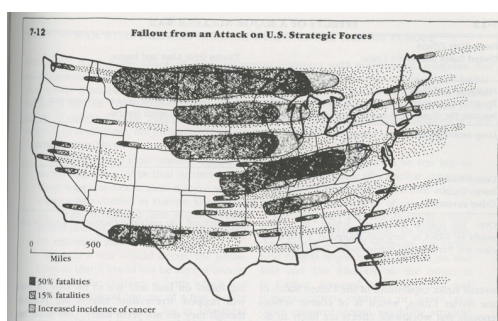 7-12
Fallout from an Attack on U.S. Strategic Forces
0 500
Miles
50% fatalities
15% fatalities
Increased incidence of cancer